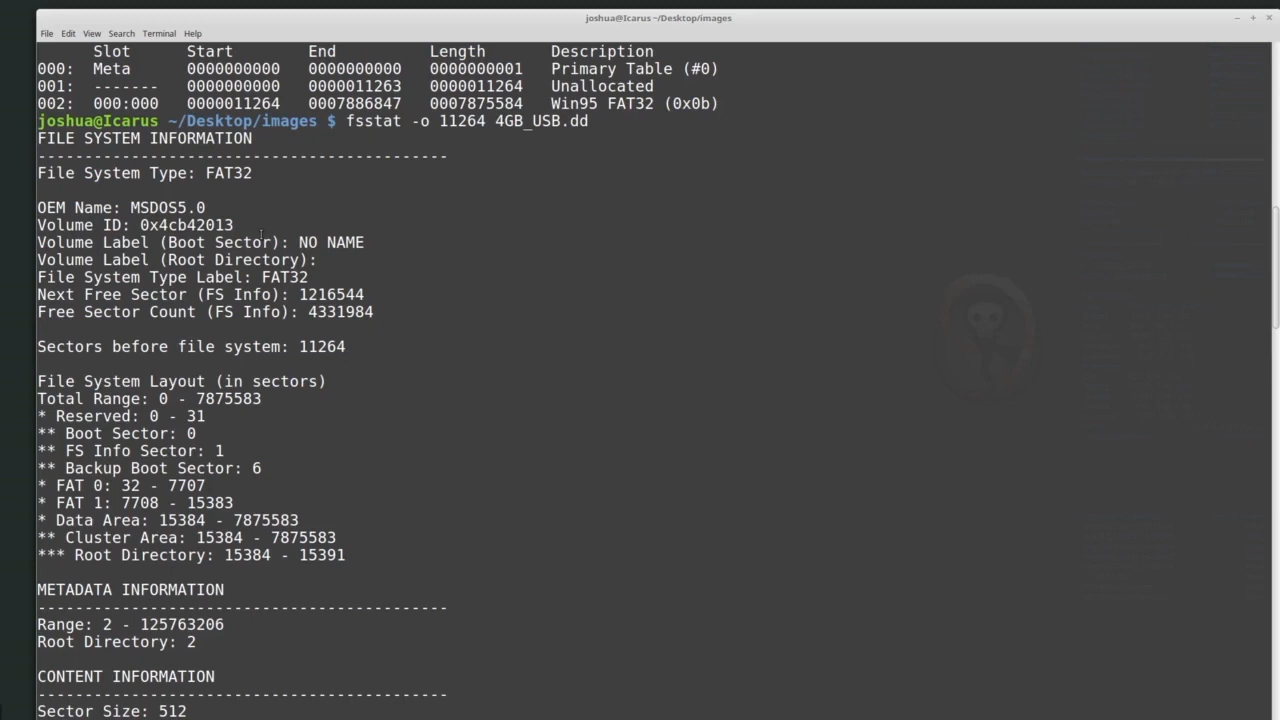 joshua@Icarus ~/Desktop/images
File Edit View Search Terminal Help
Slot Start End Length Description
000: Meta 0000000000 0000000000 0000000001 Primary Table (#0)
001: ------- 0000000000 0000011263 0000011264 Unallocated
002: 000:000 0000011264 0007886847 0007875584 Win95 FAT32 (0x0b)
joshua@Icarus ~/Desktop/images $ fsstat -o 11264 4GB_USB.dd
FILE SYSTEM INFORMATION
--------------------------------------------
File System Type: FAT32
OEM Name: MSDOS5.0
Volume ID: 0x4cb42013
Volume Label (Boot Sector): NO NAME
Volume Label (Root Directory):
File System Type Label: FAT32
Next Free Sector (FS Info): 1216544
Free Sector Count (FS Info): 4331984
Sectors before file system: 11264
File System Layout (in sectors)
Total Range: 0 - 7875583
* Reserved: 0 - 31
** Boot Sector: 0
** FS Info Sector: 1
** Backup Boot Sector: 6
* FAT 0: 32 - 7707
* FAT 1: 7708 - 15383
* Data Area: 15384 - 7875583
** Cluster Area: 15384 - 7875583
*** Root Directory: 15384 - 15391
METADATA INFORMATION
--------------------------------------------
Range: 2 - 125763206
Root Directory: 2
CONTENT INFORMATION
--------------------------------------------
Sector Size: 512